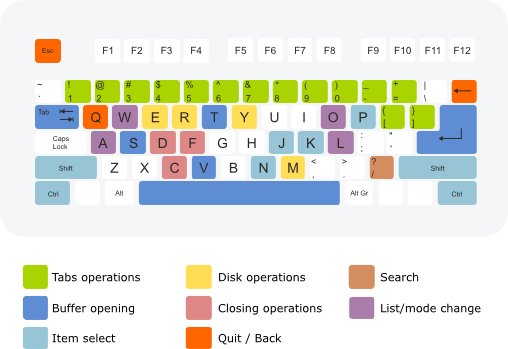 Esc F1 F2 F3 F4 F5 F6 F7 F8 F9 F10 F11 F12
~ ! @ # $ % ^ & * ( ) _ + |
` 1 2 3 4 5 6 7 8 9 0 - = \
Tab Q W E R T Y U I O P { }
[ ]
Caps Lock A S D F G H J K L : "
; '
Shift Z X C V B N M < > ? Shift
, . /
Ctrl Alt Alt Gr Ctrl
Tabs operations Disk operations Search
Buffer opening Closing operations List/mode change
Item select Quit / Back